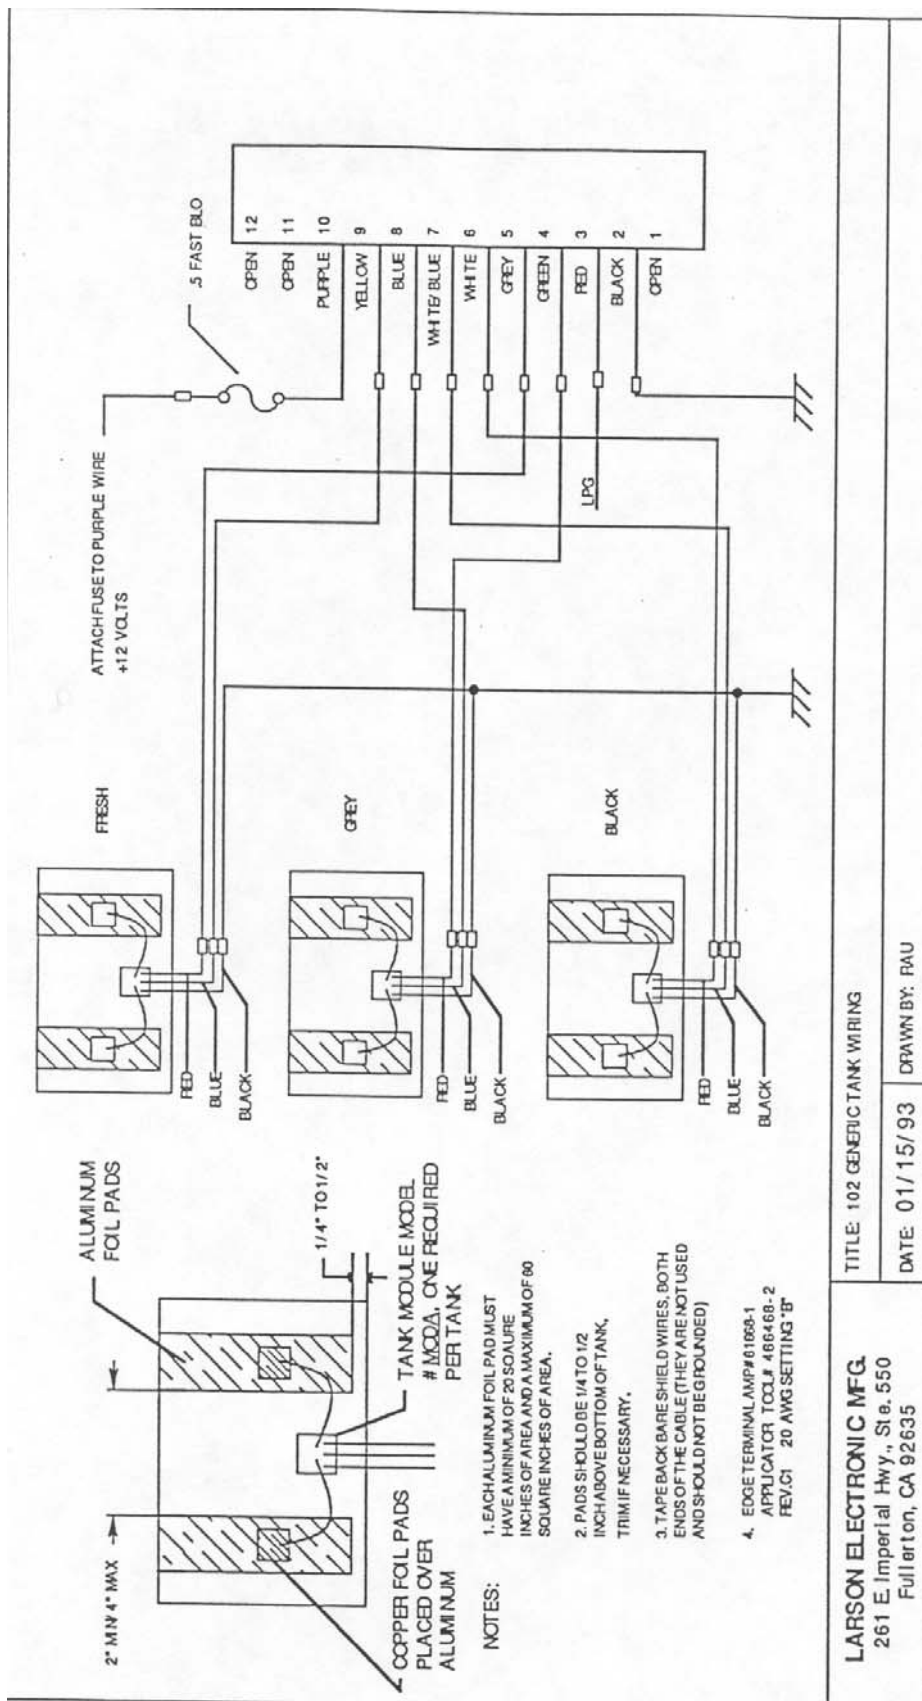 2" MIN/4" MAX
ALUMINUM
FOIL PADS
1/4" TO 1/2"
COPPER FOIL PADS
PLACED OVER
ALUMINUM
TANK MODULE MODEL
# MODA, ONE REQUIRED
PER TANK
NOTES:
1. EACH ALUMINUM FOIL PAD MUST
HAVE A MINIMUM OF 20 SQAURE
INCHES OF AREA AND A MAXIMUM OF 60
SQUARE INCHES OF AREA.
2. PADS SHOULD BE 1/4 TO 1/2
INCH ABOVE BOTTOM OF TANK,
TRIM IF NECESSARY.
3. TAPE BACK BARE SHIELD WIRES, BOTH
ENDS OF THE CABLE (THEY ARE NOT USED
AND SHOULD NOT BE GROUNDED)
4. EDGE TERMINAL AMP# 61668-1
APPLICATOR TOOL# 466468-2
REV.C1 20 AWG SETTING "B"
FRESH
RED
BLUE
BLACK
GREY
RED
BLUE
BLACK
BLACK
RED
BLUE
BLACK
ATTACH FUSE TO PURPLE WIRE
+12 VOLTS
.5 FAST BLO
LPG
OPEN 12
OPEN 11
PURPLE 10
YELLOW 9
BLUE 8
WHITE/BLUE 7
WHITE 6
GREY 5
GREEN 4
RED 3
BLACK 2
OPEN 1
LARSON ELECTRONIC MFG.
261 E. Imperial Hwy., Ste. 550
Fullerton, CA 92635
TITLE: 102 GENERIC TANK WIRING
DATE: 01/15/93
DRAWN BY: RAU